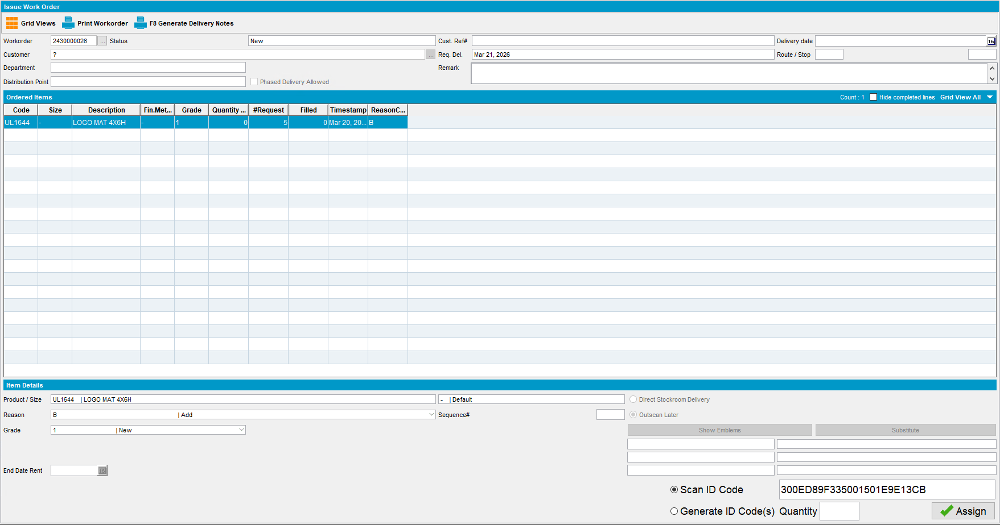 Issue Work Order
Grid Views Print Workorder F8 Generate Delivery Notes
Workorder 2430000026 ... Status New Cust. Ref# Delivery date 16
Customer ? ... Req. Del. Mar 21, 2026 Route / Stop
Department Remark
Distribution Point Phased Delivery Allowed
Ordered Items Count : 1 Hide completed lines Grid View All
Code Size Description Fin.Met... Grade Quantity ... #Request Filled Timestamp ReasonC...
UL1644 - LOGO MAT 4X6H - 1 0 5 0 Mar 20, 20... B
Item Details
Product / Size UL1644 | LOGO MAT 4X6H - | Default Direct Stockroom Delivery
Reason B | Add Sequence# Outscan Later
Grade 1 | New Show Emblems Substitute
End Date Rent 16
Scan ID Code 300ED89F335001501E9E13CB
Generate ID Code(s) Quantity Assign